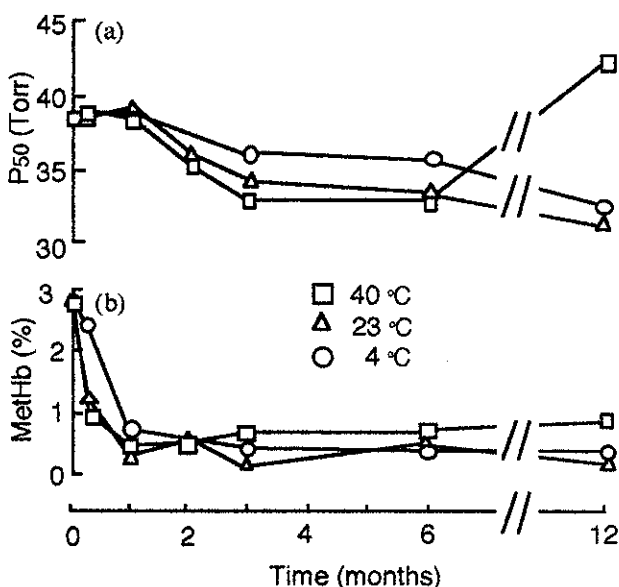 45
(a)
40
P50 (Torr)
35
30
3
(b)
40 °C
2
23 °C
MetHb (%)
4 °C
1
0
0 2 4 6 12
Time (months)